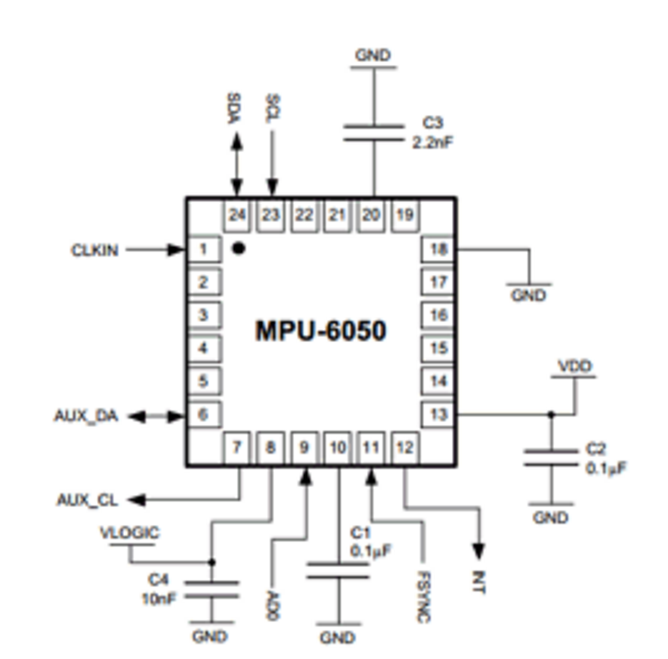 GND
SDA
SCL
C3
2.2nF
24 23 22 21 20 19
CLKIN
1
18
2
17
GND
3
16
MPU-6050
4
15
VDD
5
14
AUX_DA
6
13
7 8 9 10 11 12
C2
0.1µF
AUX_CL
GND
VLOGIC
C1
0.1µF
C4
10nF
AD0
FSYNC
INT
GND
GND